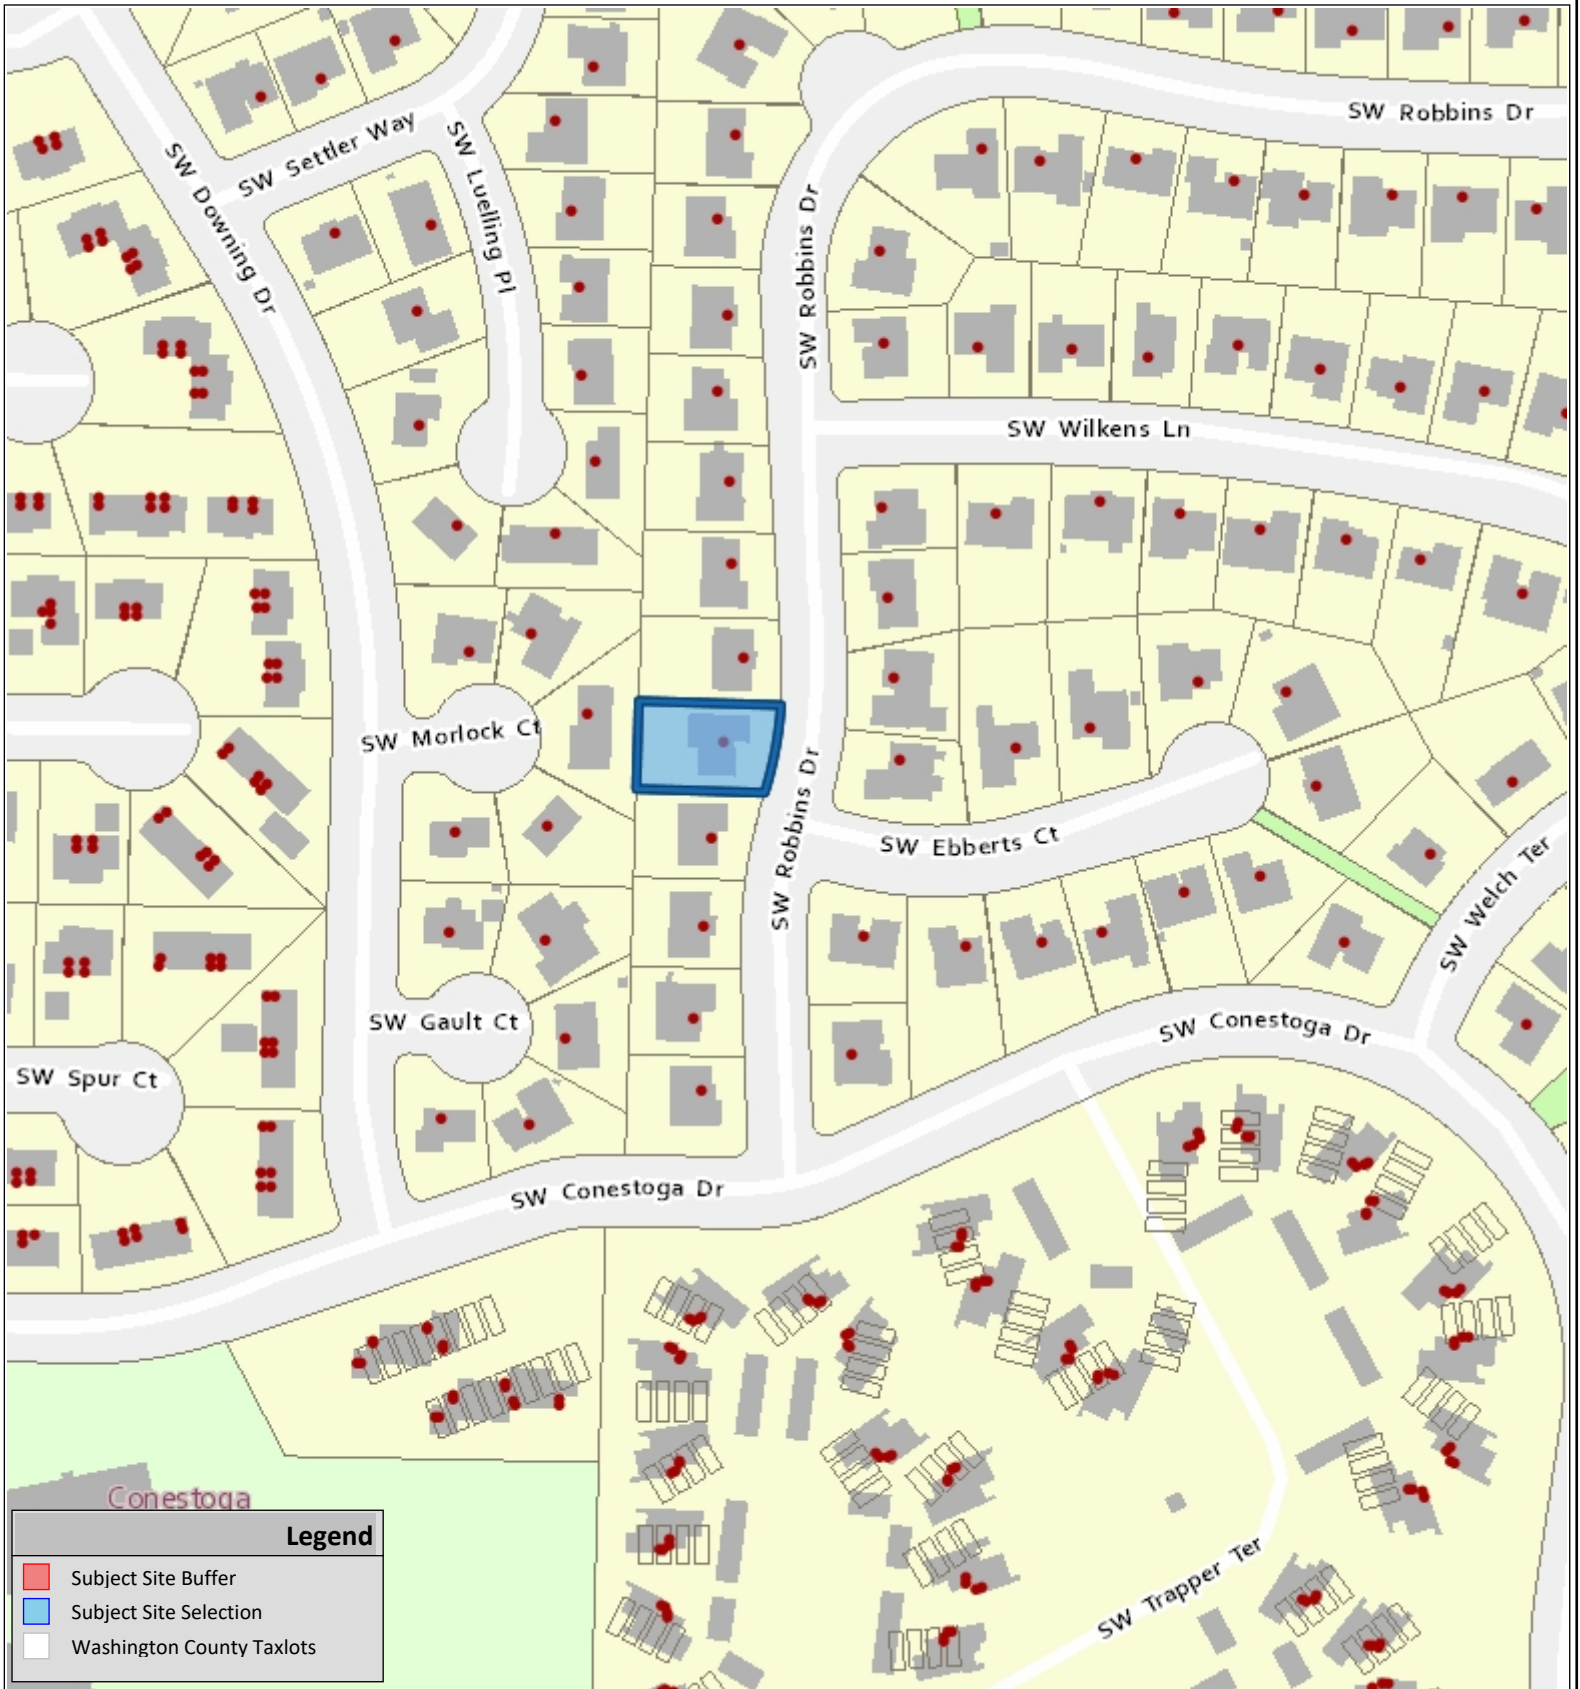 SW Robbins Dr
SW Settler Way
SW Luelling Pl
SW Downing Dr
SW Robbins Dr
SW Wilkens Ln
SW Morlock Ct
SW Robbins Dr
SW Ebberts Ct
SW Welch Ter
SW Gault Ct
SW Conestoga Dr
SW Spur Ct
SW Conestoga Dr
Conestoga
SW Trapper Ter
Legend
Subject Site Buffer
Subject Site Selection
Washington County Taxlots